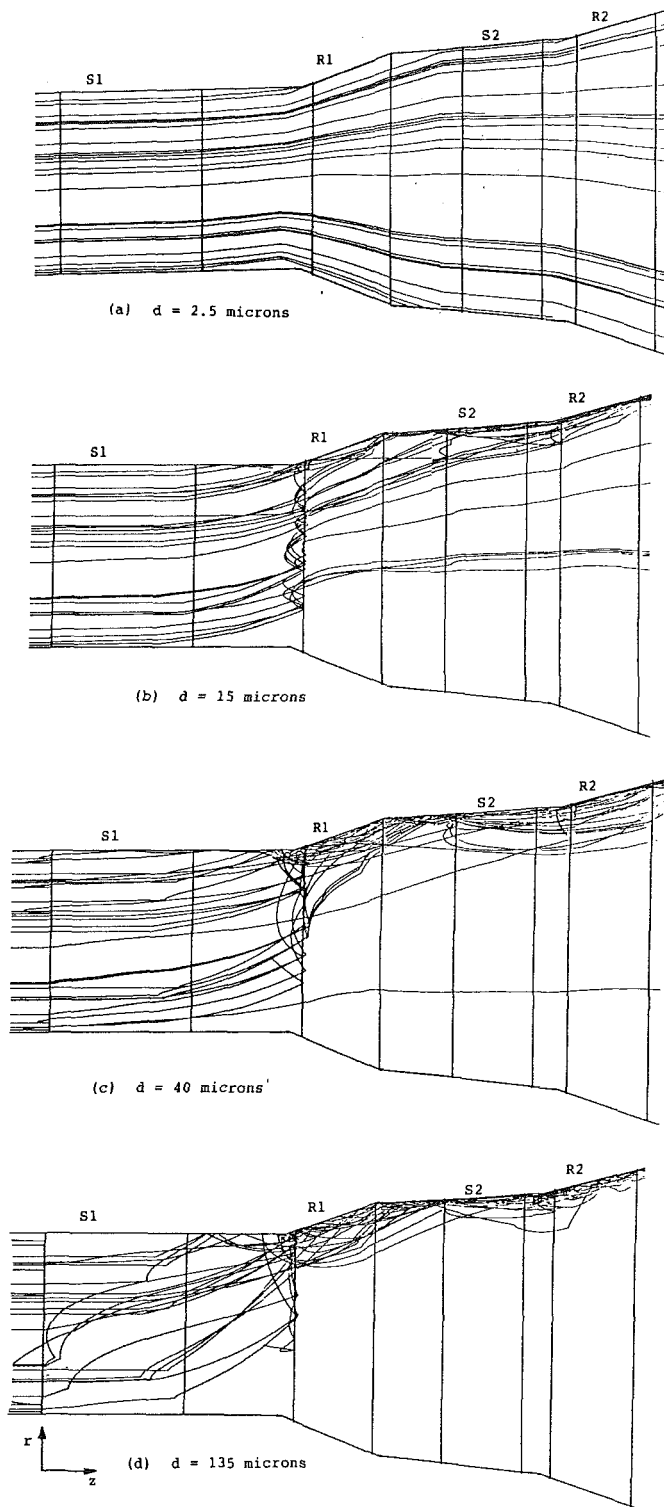 R2
S2
R1
S1
(a) d = 2.5 microns
R2
S2
R1
S1
(b) d = 15 microns
R2
S2
R1
S1
(c) d = 40 microns'
R2
S2
R1
S1
r
z
(d) d = 135 microns